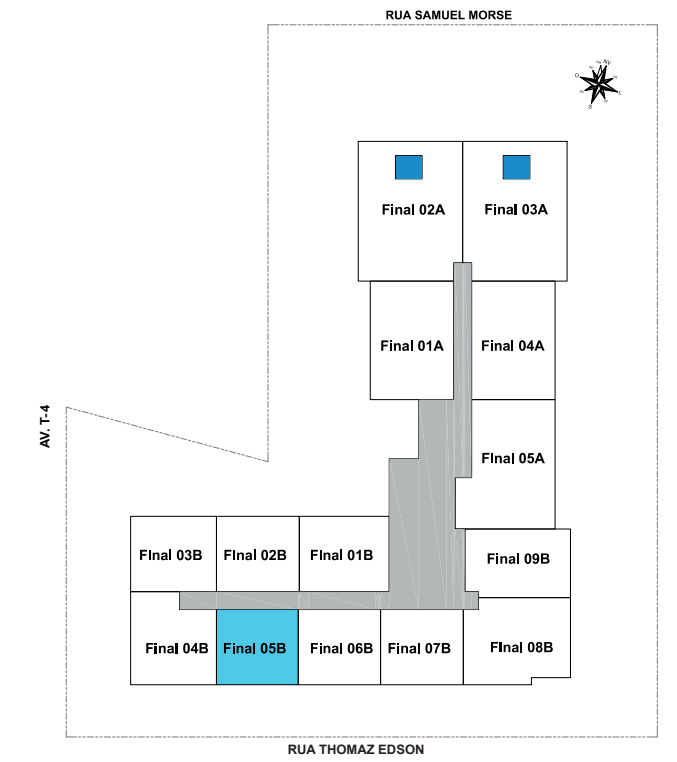 RUA SAMUEL MORSE
Final 02A
Final 03A
Final 01A
Final 04A
AV. T-4
FInal 05A
FInal 03B
FInal 02B
FInal 01B
Final 09B
Final 04B
Final 05B
Final 06B
Final 07B
FInal 08B
RUA THOMAZ EDSON